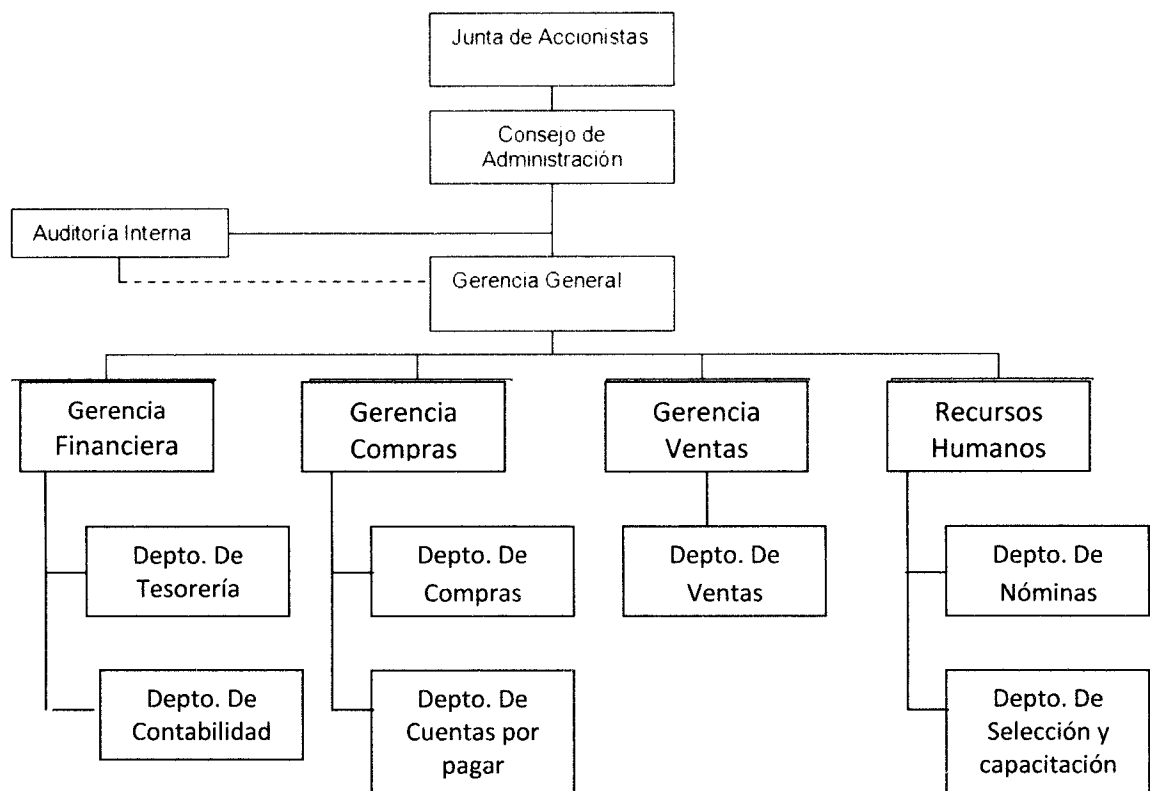 Junta de Accionistas
Consejo de
Administración
Auditoría Interna
Gerencia General
Gerencia
Financiera
Gerencia
Compras
Gerencia
Ventas
Recursos
Humanos
Depto. De
Tesorería
Depto. De
Compras
Depto. De
Ventas
Depto. De
Nóminas
Depto. De
Contabilidad
Depto. De
Cuentas por
pagar
Depto. De
Selección y
capacitación